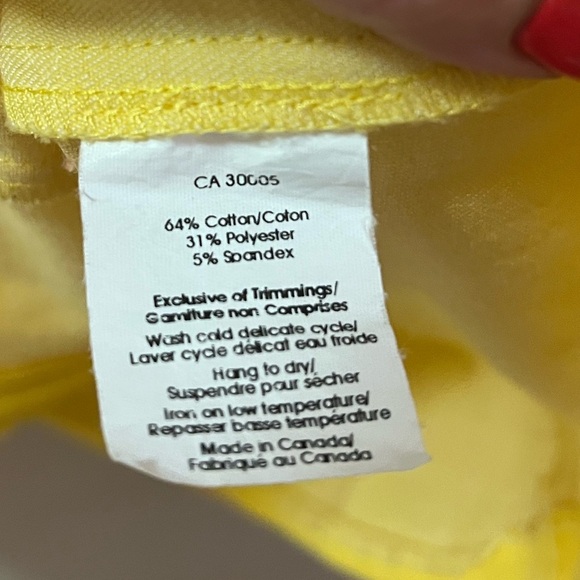 CA 30005
64% Cotton/Coton
31% Polyester
5% Spandex
Exclusive of Trimmings/
Garniture non Comprises
Wash cold delicate cycle/
Laver cycle délicat eau froide
Hang to dry/
Suspendre pour sécher
Iron on low temperature/
Repasser basse température
Made in Canada/
Fabriqué au Canada